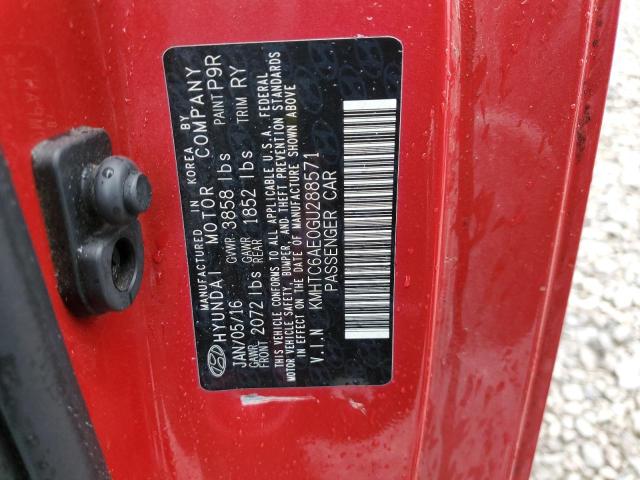 MANUFACTURED IN KOREA BY
HYUNDAI MOTOR COMPANY
JAN/05/16 GVWR 3858 lbs PAINT P9R
GAWR FRONT 2072 lbs GAWR REAR 1852 lbs TRIM RY
THIS VEHICLE CONFORMS TO ALL APPLICABLE U.S.A. FEDERAL
MOTOR VEHICLE SAFETY, BUMPER, AND THEFT PREVENTION STANDARDS
IN EFFECT ON THE DATE OF MANUFACTURE SHOWN ABOVE
V.I.N KMHTC6AE0GU288571
PASSENGER CAR